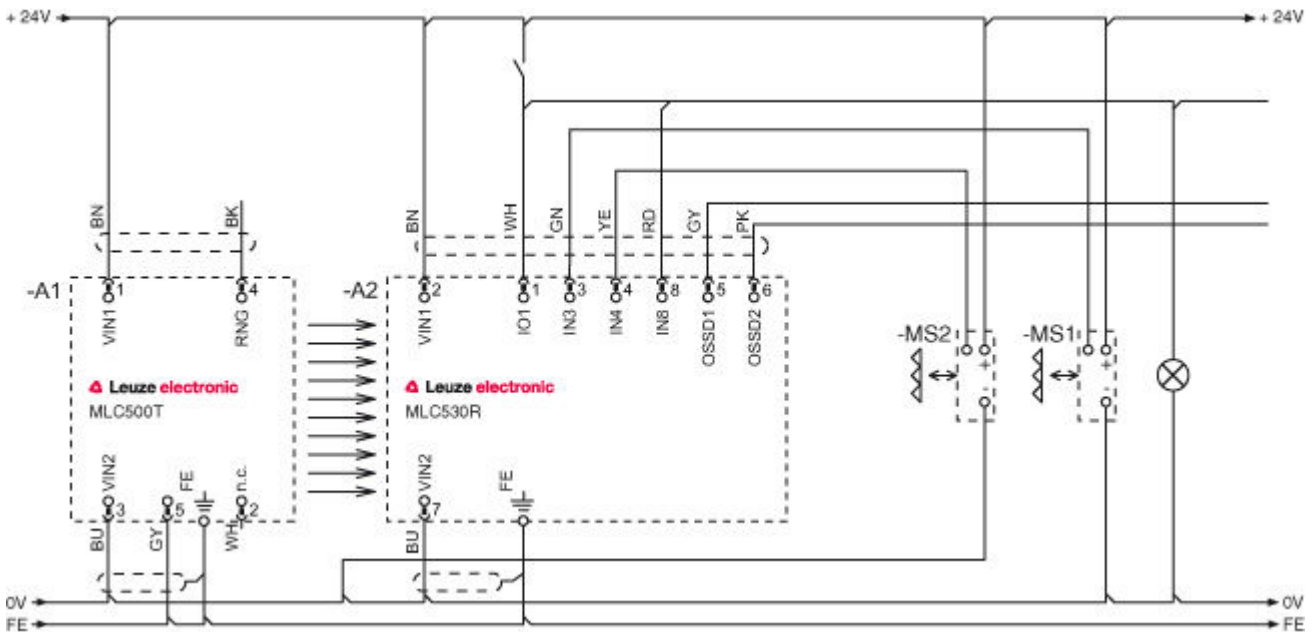 + 24V
+ 24V
BN
BK
BN
WH
GN
YE
RD
GY
PK
-A1
1
4
-A2
2
1
3
4
8
5
6
VIN1
RNG
VIN1
IO1
IN3
IN4
IN8
OSSD1
OSSD2
-MS2
-MS1
+
+
-
-
Leuze electronic
MLC500T
Leuze electronic
MLC530R
VIN2
FE
n.c.
VIN2
FE
3
5
2
7
BU
GY
WH
BU
0V
0V
FE
FE